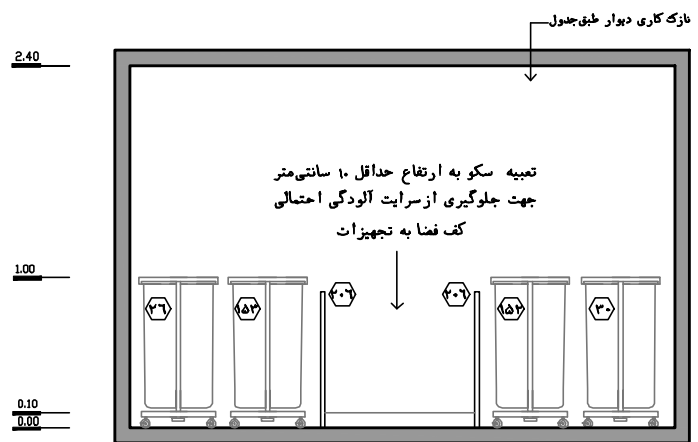 نازک کاری دیوار طبق جدول
2.40
تعبیه سکو به ارتفاع حداقل ۱۰ سانتی‌متر
جهت جلوگیری از سرایت آلودگی احتمالی
کف فضا به تجهیزات
1.00
۲۶
۱۵۳
۲۰۶
۲۰۶
۱۵۲
۳۰
0.10
0.00